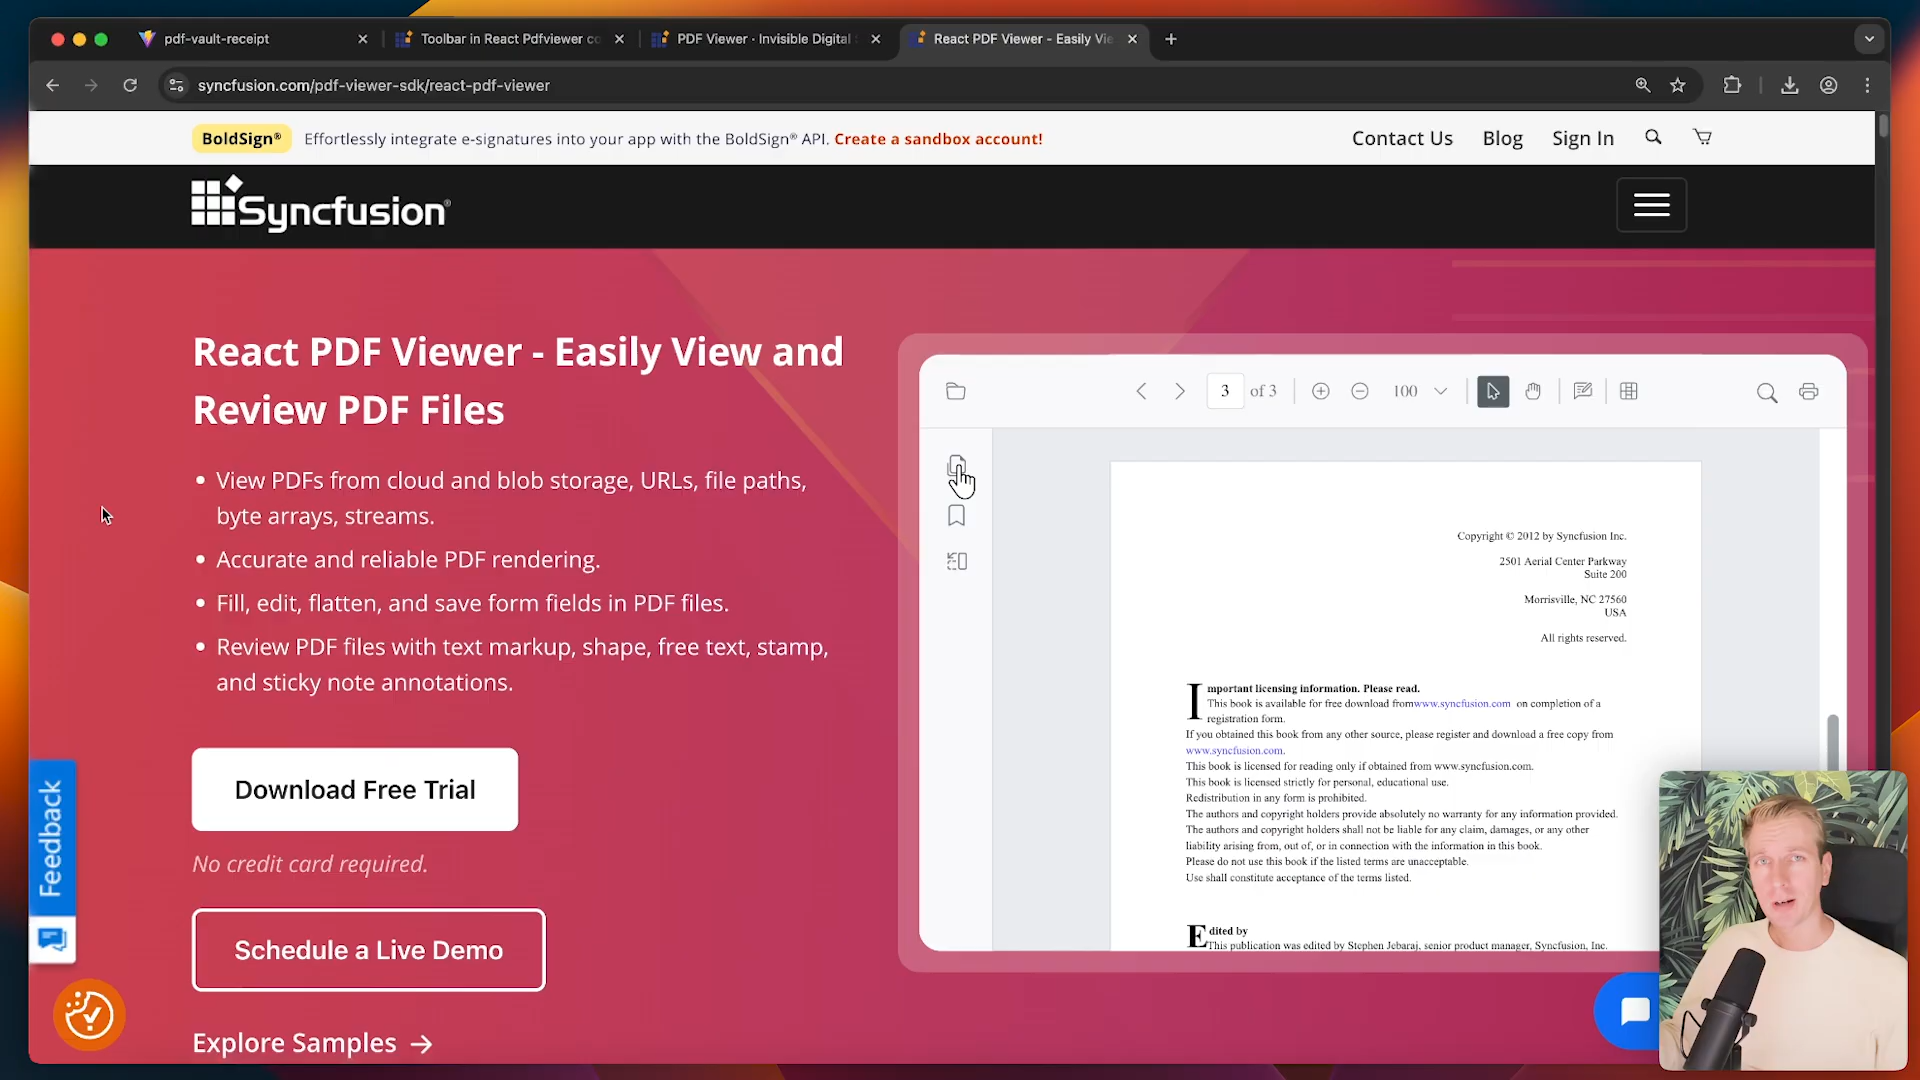 pdf-vault-receipt
Toolbar in React Pdfviewer co
PDF Viewer · Invisible Digital
React PDF Viewer - Easily Vie
syncfusion.com/pdf-viewer-sdk/react-pdf-viewer
BoldSign® Effortlessly integrate e-signatures into your app with the BoldSign® API. Create a sandbox account!
Contact Us Blog Sign In
Syncfusion®
React PDF Viewer - Easily View and
Review PDF Files
• View PDFs from cloud and blob storage, URLs, file paths,
byte arrays, streams.
• Accurate and reliable PDF rendering.
• Fill, edit, flatten, and save form fields in PDF files.
• Review PDF files with text markup, shape, free text, stamp,
and sticky note annotations.
Download Free Trial
No credit card required.
Schedule a Live Demo
Explore Samples →
Feedback
3 of 3 100
Copyright © 2012 by Syncfusion Inc.
2501 Aerial Center Parkway
Suite 200
Morrisville, NC 27560
USA
All rights reserved.
Important licensing information. Please read.
This book is available for free download fromwww.syncfusion.com on completion of a
registration form.
If you obtained this book from any other source, please register and download a free copy from
www.syncfusion.com.
This book is licensed for reading only if obtained from www.syncfusion.com.
This book is licensed strictly for personal, educational use.
Redistribution in any form is prohibited.
The authors and copyright holders provide absolutely no warranty for any information provided.
The authors and copyright holders shall not be liable for any claim, damages, or any other
liability arising from, out of, or in connection with the information in this book.
Please do not use this book if the listed terms are unacceptable.
Use shall constitute acceptance of the terms listed.
Edited by
This publication was edited by Stephen Jebaraj, senior product manager, Syncfusion, Inc.